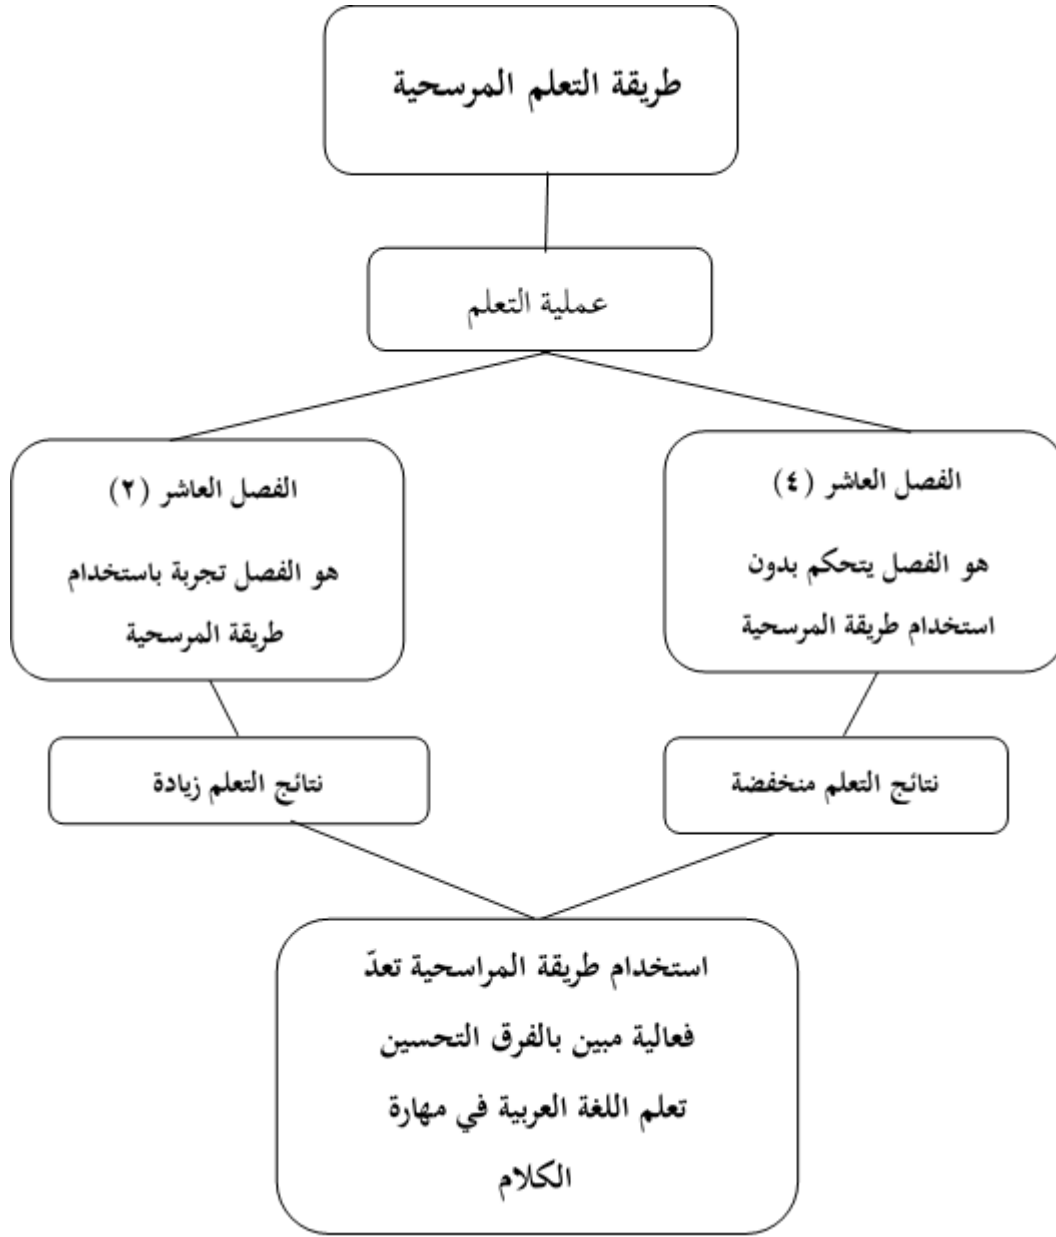 طريقة التعلم المرسحية
عملية التعلم
الفصل العاشر (٤)
هو الفصل يتحكم بدون
استخدام طريقة المرسحية
الفصل العاشر (٢)
هو الفصل تجربة باستخدام
طريقة المرسحية
نتائج التعلم منخفضة
نتائج التعلم زيادة
استخدام طريقة المراسحية تعدّ
فعالية مبين بالفرق التحسين
تعلم اللغة العربية في مهارة
الكلام